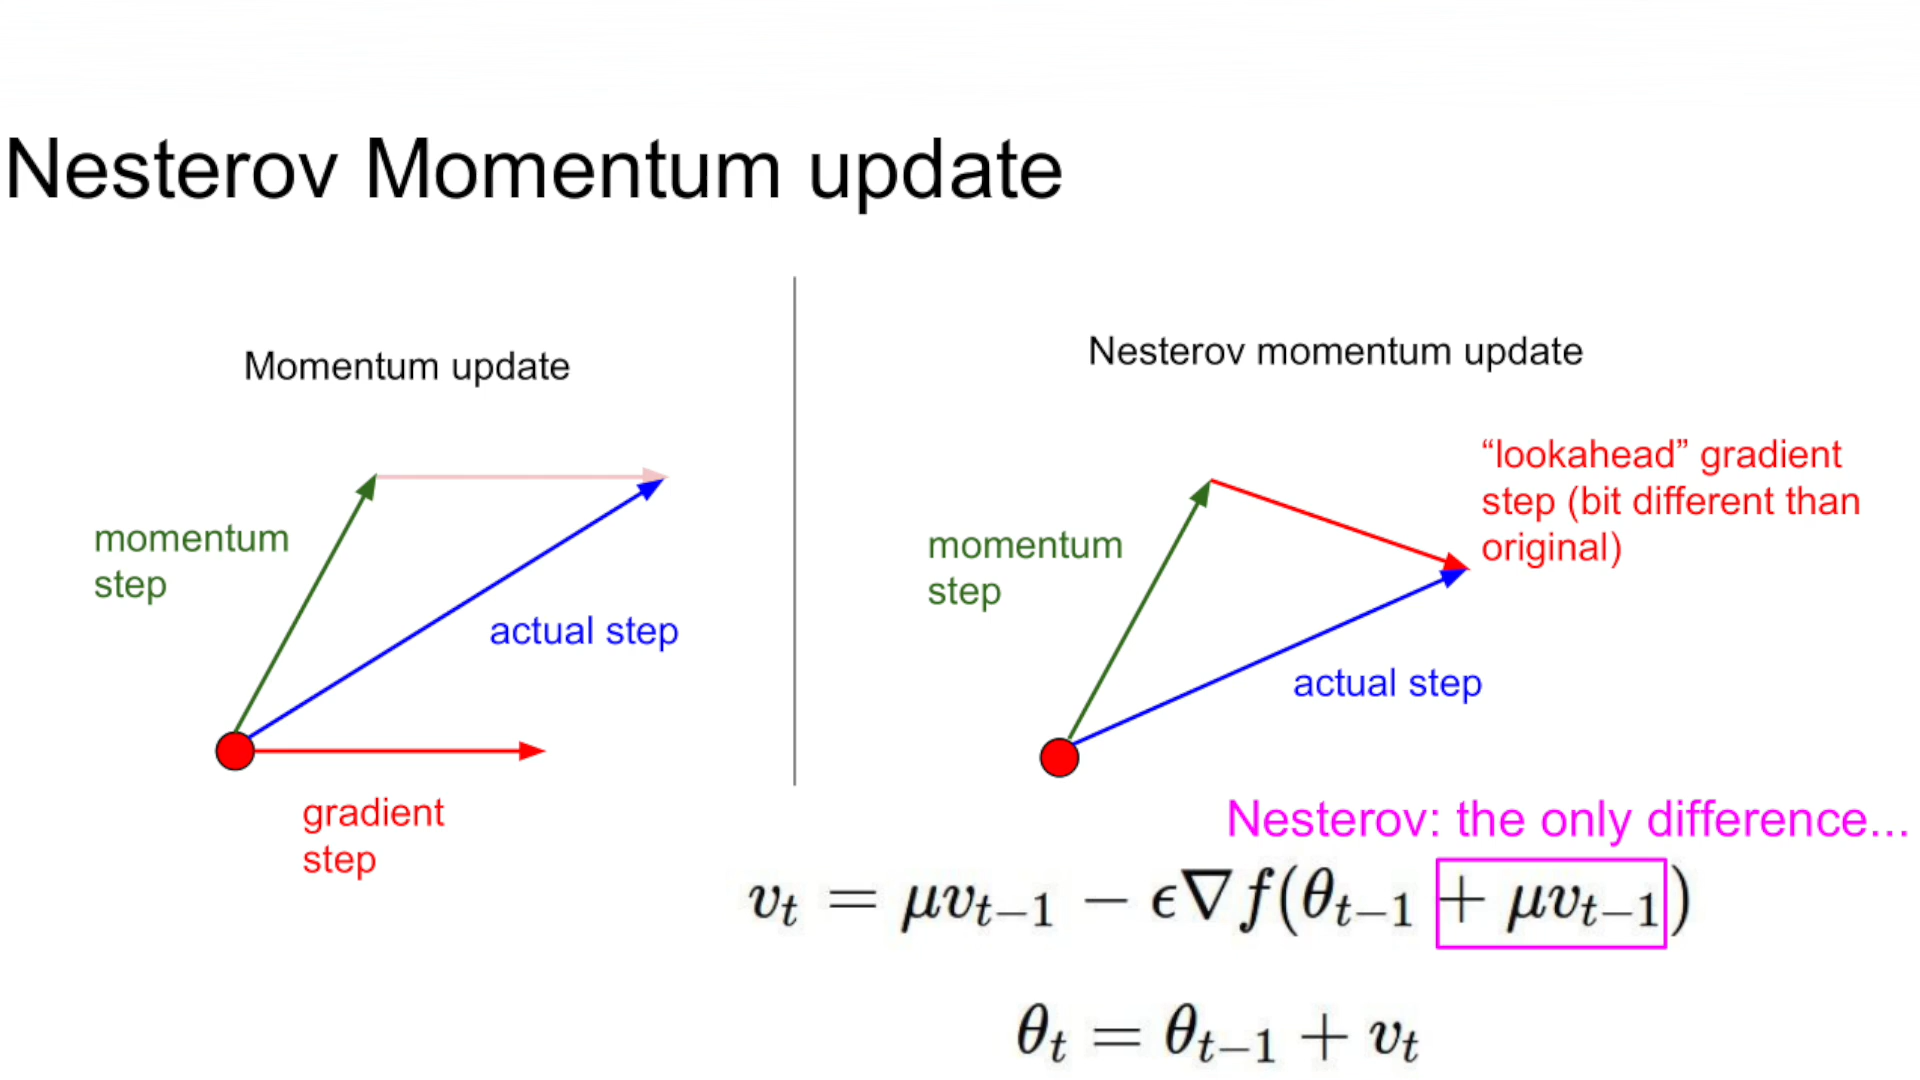 Nesterov Momentum update
Momentum update
momentum
step
actual step
gradient
step
Nesterov momentum update
“lookahead” gradient
step (bit different than
original)
momentum
step
actual step
Nesterov: the only difference...
v_t = μv_{t−1} − ϵ∇f(θ_{t−1} + μv_{t−1})
θ_t = θ_{t−1} + v_t